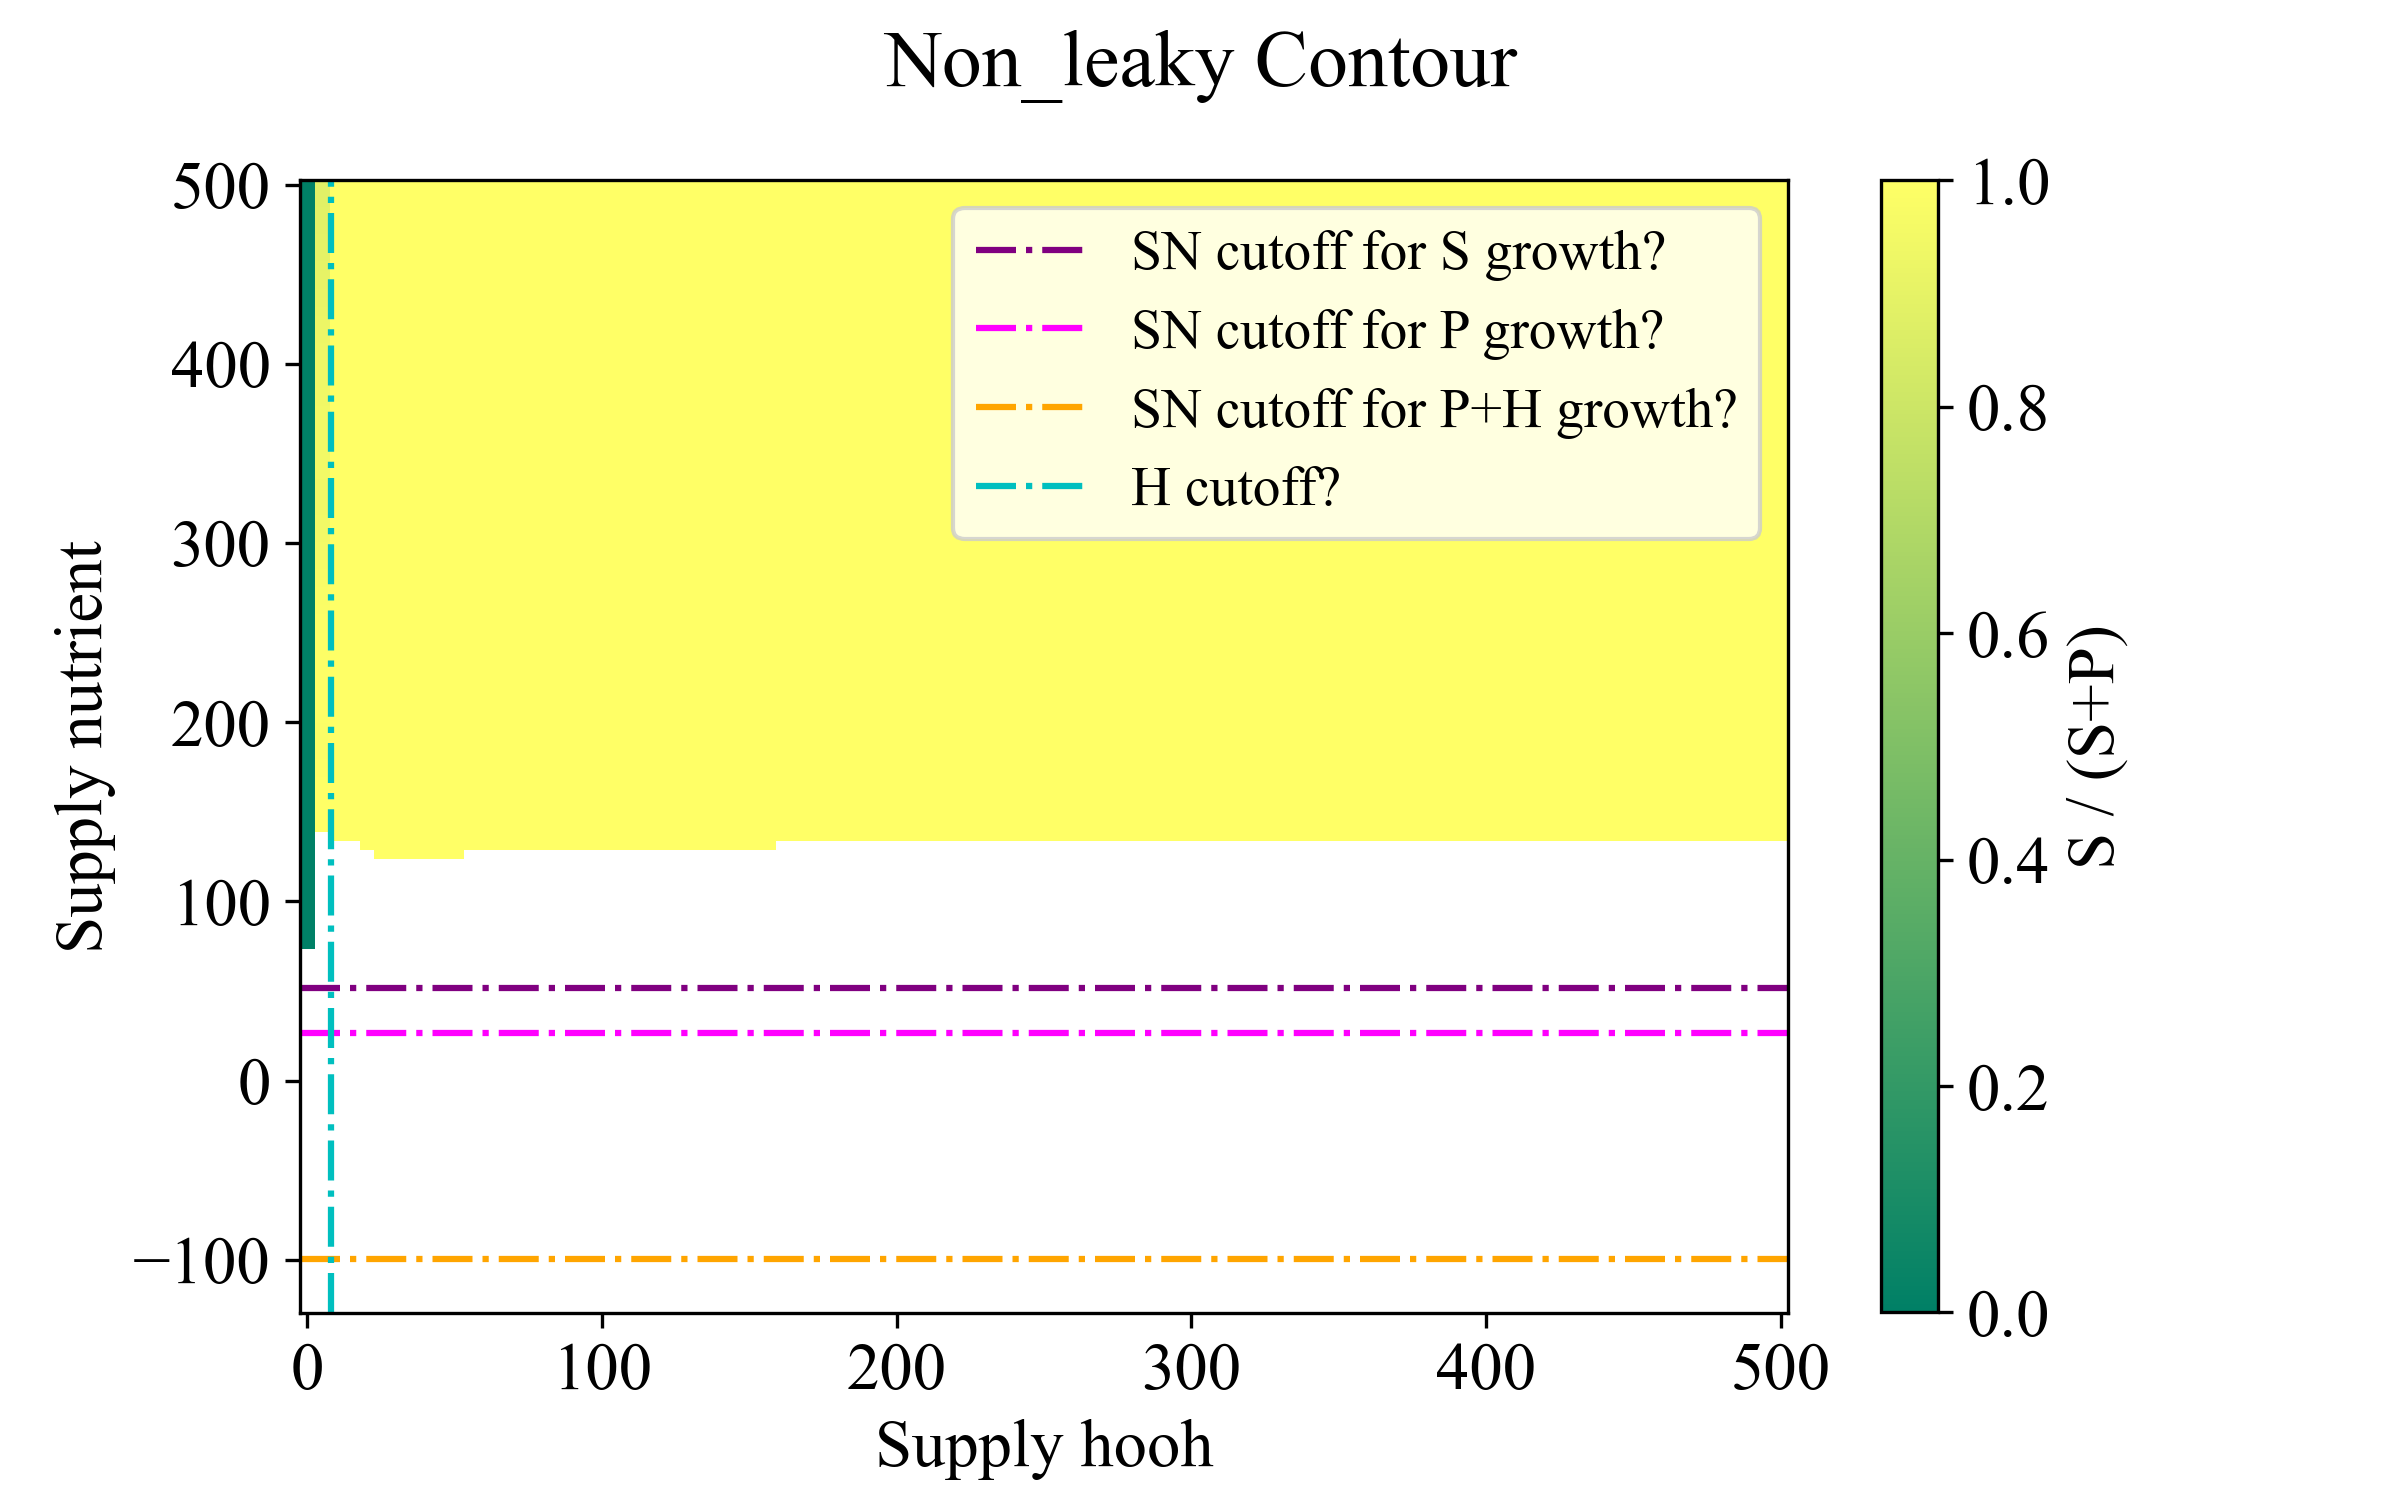 Non_leaky Contour
500
400
300
200
100
0
−100
Supply nutrient
SN cutoff for S growth?
SN cutoff for P growth?
SN cutoff for P+H growth?
H cutoff?
0
100
200
300
400
500
Supply hooh
1.0
0.8
0.6
0.4
0.2
0.0
S / (S+P)